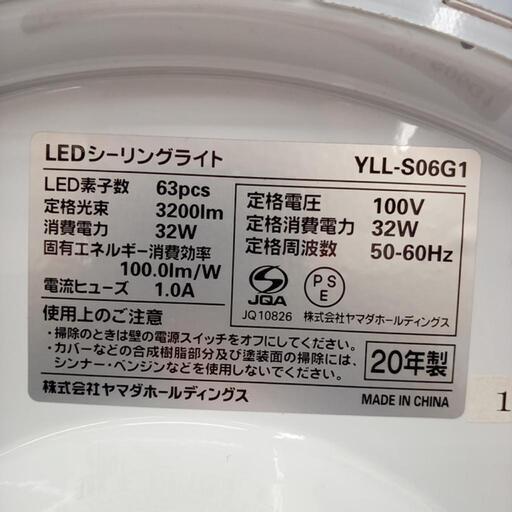 LEDシーリングライト YLL-S06G1
LED素子数 63pcs
定格光束 3200lm
消費電力 32W
固有エネルギー消費効率
100.0lm/W
電流ヒューズ 1.0A
定格電圧 100V
定格消費電力 32W
定格周波数 50-60Hz
JQA
JQ10826
PS
E
株式会社ヤマダホールディングス
使用上のご注意
・掃除のときは壁の電源スイッチをオフにしてください。
・カバーなどの合成樹脂部分及び塗装面の掃除には、
シンナー・ベンジンなどを使用しないでください。
20年製
株式会社ヤマダホールディングス
MADE IN CHINA
1